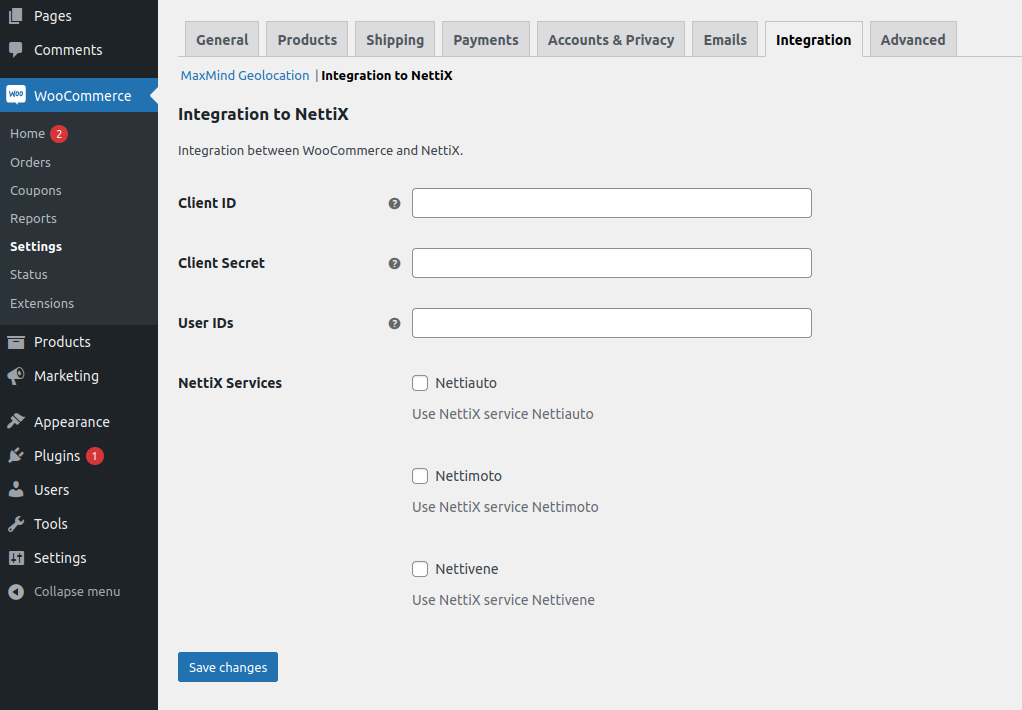 Pages
Comments
WooCommerce
Home 2
Orders
Coupons
Reports
Settings
Status
Extensions
Products
Marketing
Appearance
Plugins 1
Users
Tools
Settings
Collapse menu
General Products Shipping Payments Accounts & Privacy Emails Integration Advanced
MaxMind Geolocation | Integration to NettiX
Integration to NettiX
Integration between WooCommerce and NettiX.
Client ID ?
Client Secret ?
User IDs ?
NettiX Services Nettiauto
Use NettiX service Nettiauto
Nettimoto
Use NettiX service Nettimoto
Nettivene
Use NettiX service Nettivene
Save changes